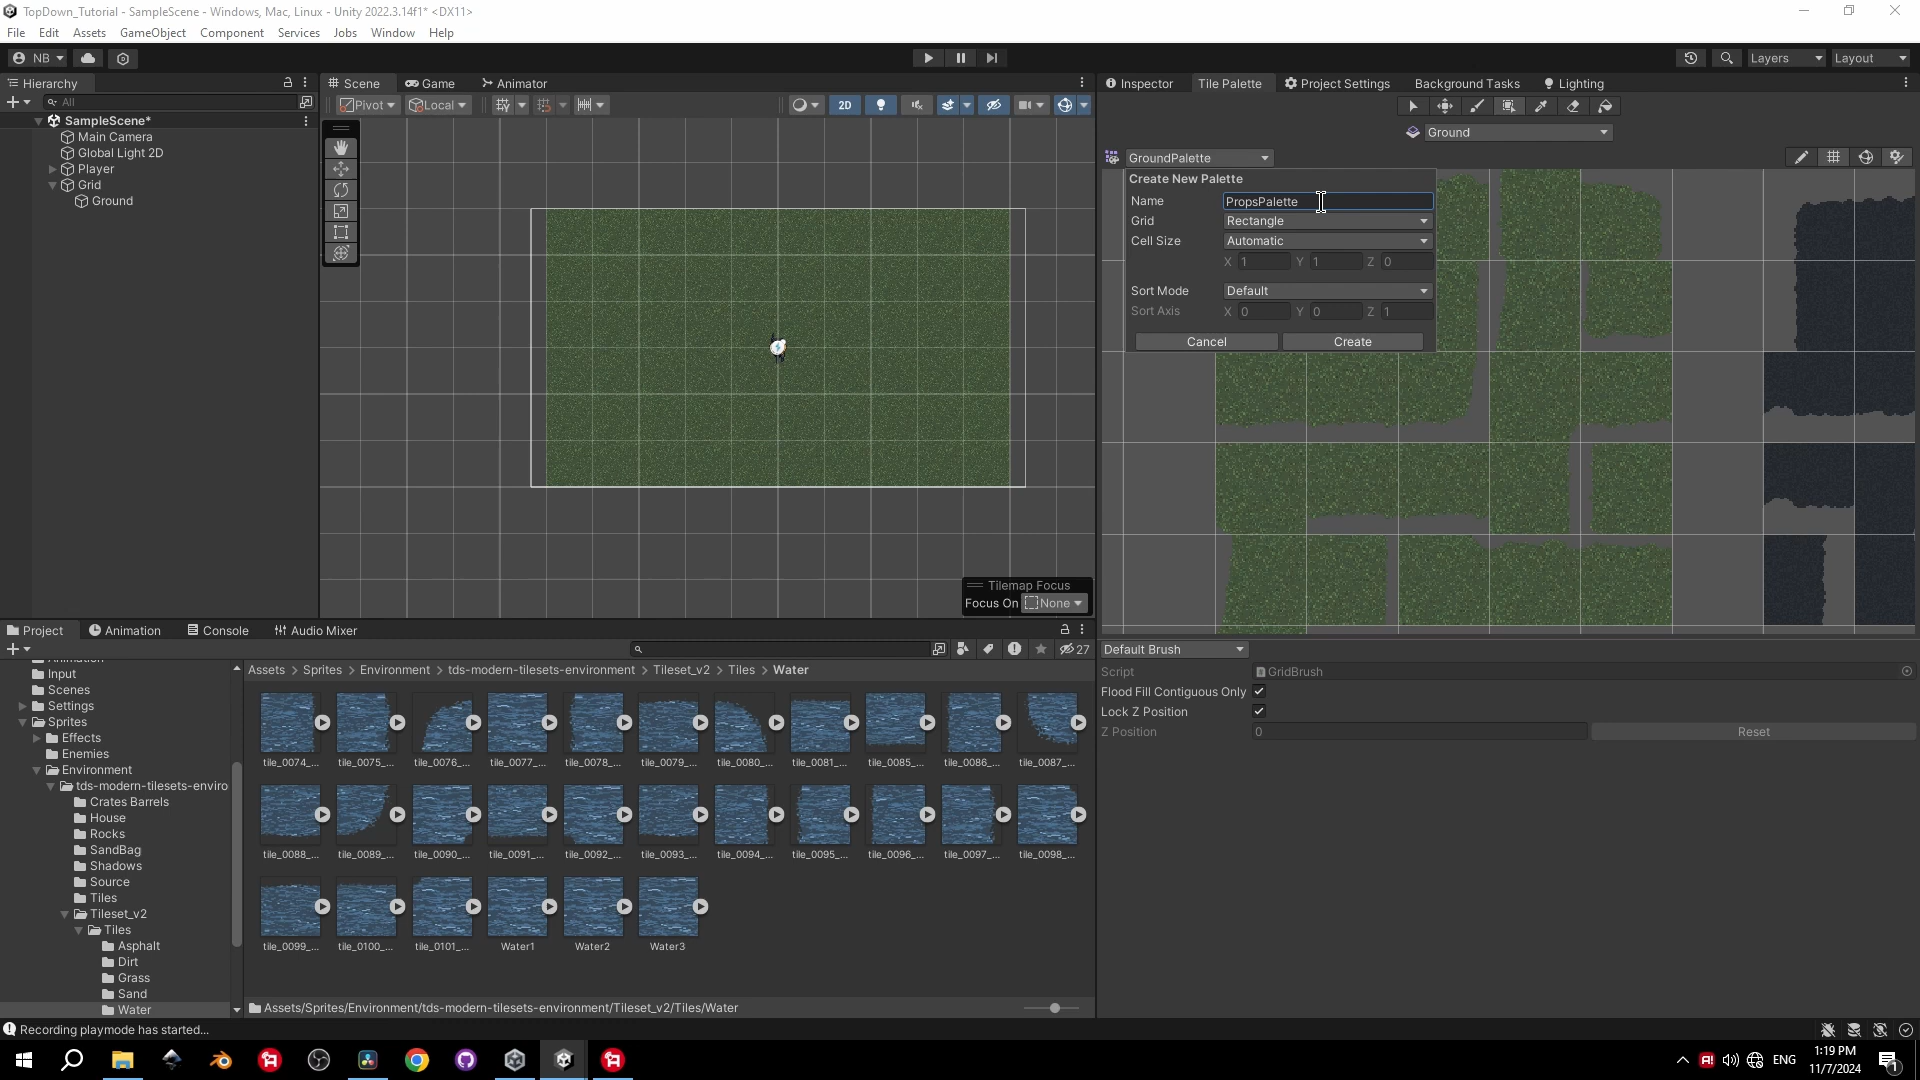 TopDown_Tutorial - SampleScene - Windows, Mac, Linux - Unity 2022.3.14f1* <DX11>
File Edit Assets GameObject Component Services Jobs Window Help
NB
Layers Layout
Hierarchy
All
SampleScene*
Main Camera
Global Light 2D
Player
Grid
Ground
Scene Game Animator
Pivot Local
2D
Tilemap Focus
Focus On None
Inspector Tile Palette Project Settings Background Tasks Lighting
Ground
GroundPalette
Create New Palette
Name PropsPalette
Grid Rectangle
Cell Size Automatic
X 1 Y 1 Z 0
Sort Mode Default
Sort Axis X 0 Y 0 Z 1
Cancel Create
Default Brush
Script GridBrush
Flood Fill Contiguous Only
Lock Z Position
Z Position 0 Reset
Project Animation Console Audio Mixer
27
Animation
Input
Scenes
Settings
Sprites
Effects
Enemies
Environment
tds-modern-tilesets-enviro
Crates Barrels
House
Rocks
SandBag
Shadows
Source
Tiles
Tileset_v2
Tiles
Asphalt
Dirt
Grass
Sand
Water
Assets > Sprites > Environment > tds-modern-tilesets-environment > Tileset_v2 > Tiles > Water
tile_0074_... tile_0075_... tile_0076_... tile_0077_... tile_0078_... tile_0079_... tile_0080_... tile_0081_... tile_0085_... tile_0086_... tile_0087_...
tile_0088_... tile_0089_... tile_0090_... tile_0091_... tile_0092_... tile_0093_... tile_0094_... tile_0095_... tile_0096_... tile_0097_... tile_0098_...
tile_0099_... tile_0100_... tile_0101_... Water1 Water2 Water3
Assets/Sprites/Environment/tds-modern-tilesets-environment/Tileset_v2/Tiles/Water
Recording playmode has started...
ENG
1:19 PM
11/7/2024
1